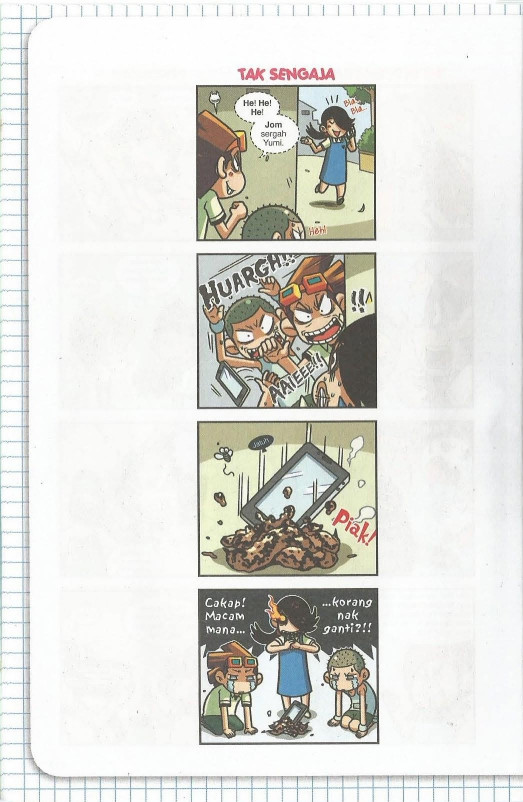 TAK SENGAJA
He! He!
He!
Jom
sergah
Yumi.
Bla..
Bla..
Heh!
HUARGH!!
!!
AAIEEE!!
Jatuh
Piak!
Cakap!
Macam
mana...
...korang
nak
ganti?!!